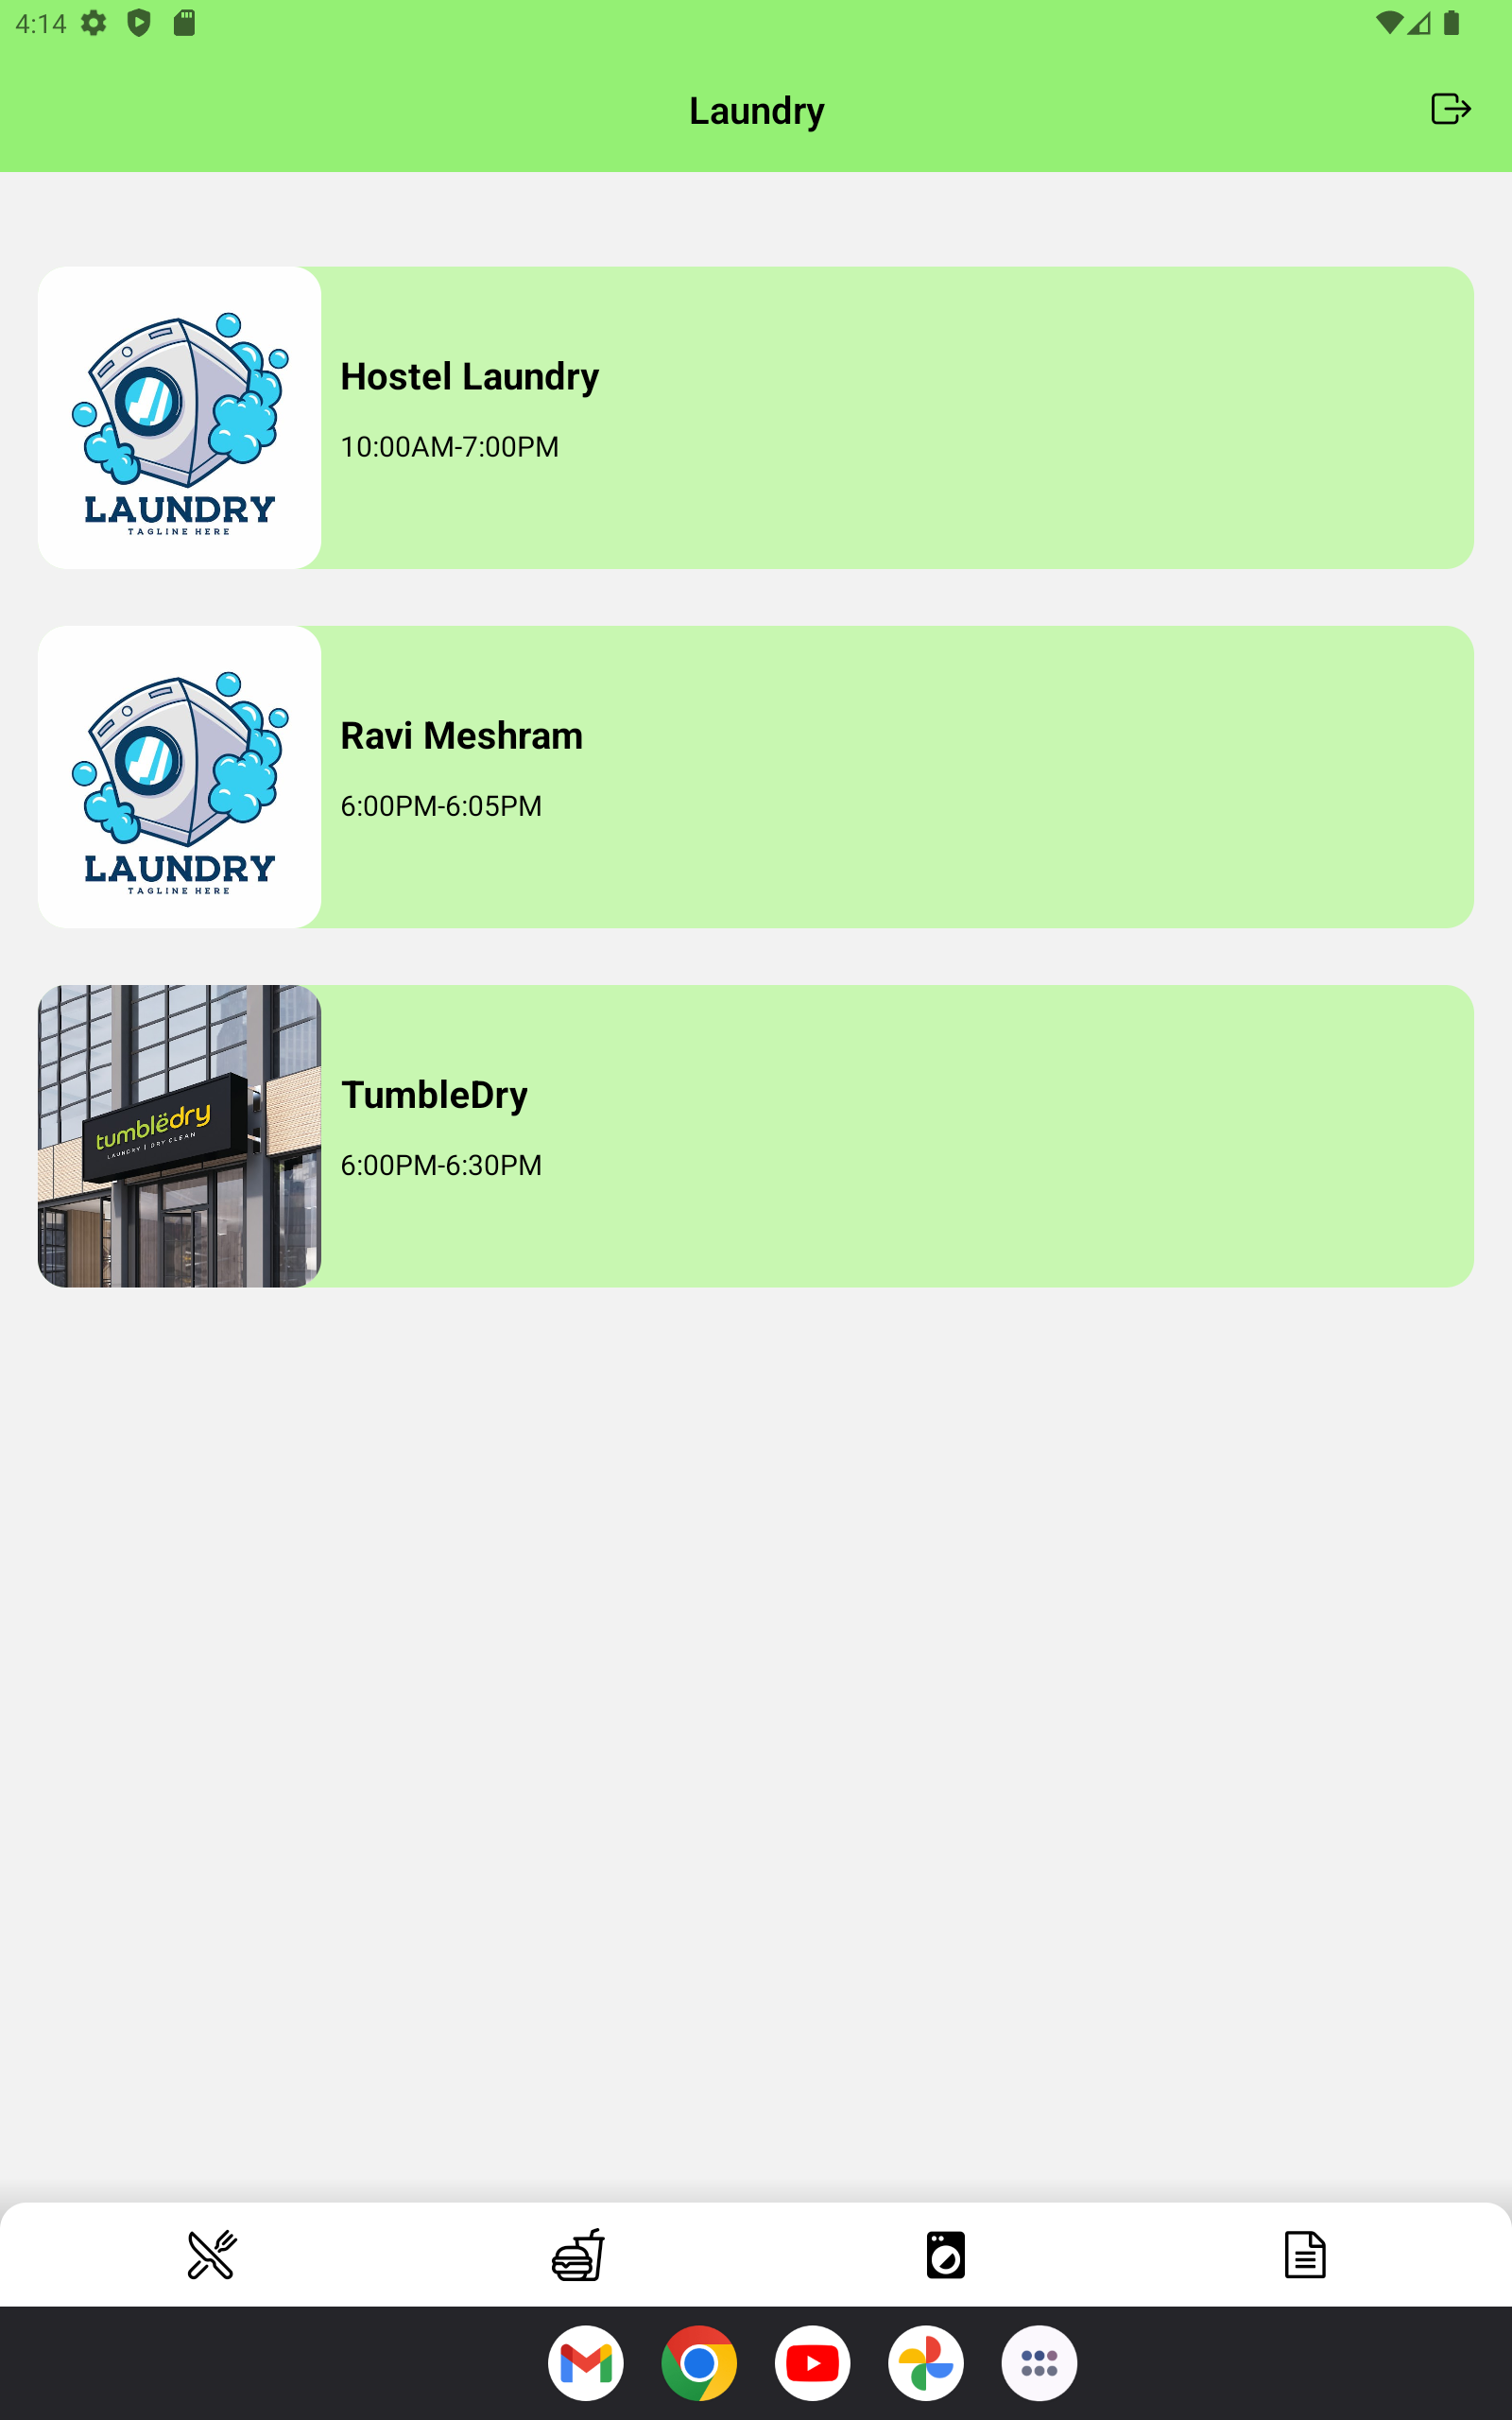 4:14
Laundry
LAUNDRY
TAGLINE HERE
Hostel Laundry
10:00AM-7:00PM
LAUNDRY
TAGLINE HERE
Ravi Meshram
6:00PM-6:05PM
tumblëdry
LAUNDRY | DRY CLEAN
TumbleDry
6:00PM-6:30PM